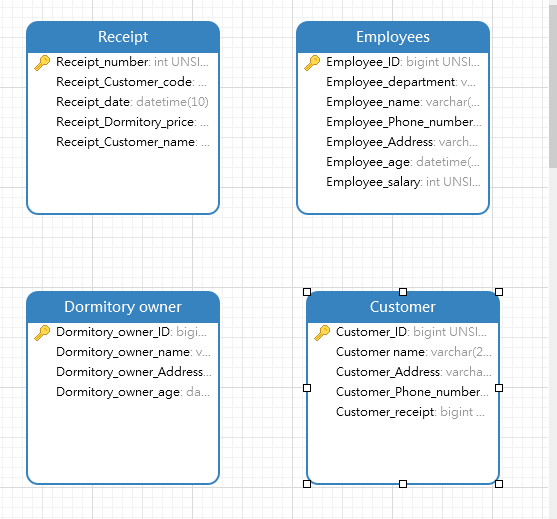 Receipt
Receipt_number: int UNSI...
Receipt_Customer_code: ...
Receipt_date: datetime(10)
Receipt_Dormitory_price: ...
Receipt_Customer_name: ...
Employees
Employee_ID: bigint UNSI...
Employee_department: v...
Employee_name: varchar(...
Employee_Phone_number...
Employee_Address: varch...
Employee_age: datetime(...
Employee_salary: int UNSI...
Dormitory owner
Dormitory_owner_ID: bigi...
Dormitory_owner_name: v...
Dormitory_owner_Address...
Dormitory_owner_age: da...
Customer
Customer_ID: bigint UNSI...
Customer name: varchar(2...
Customer_Address: varcha...
Customer_Phone_number...
Customer_receipt: bigint ...